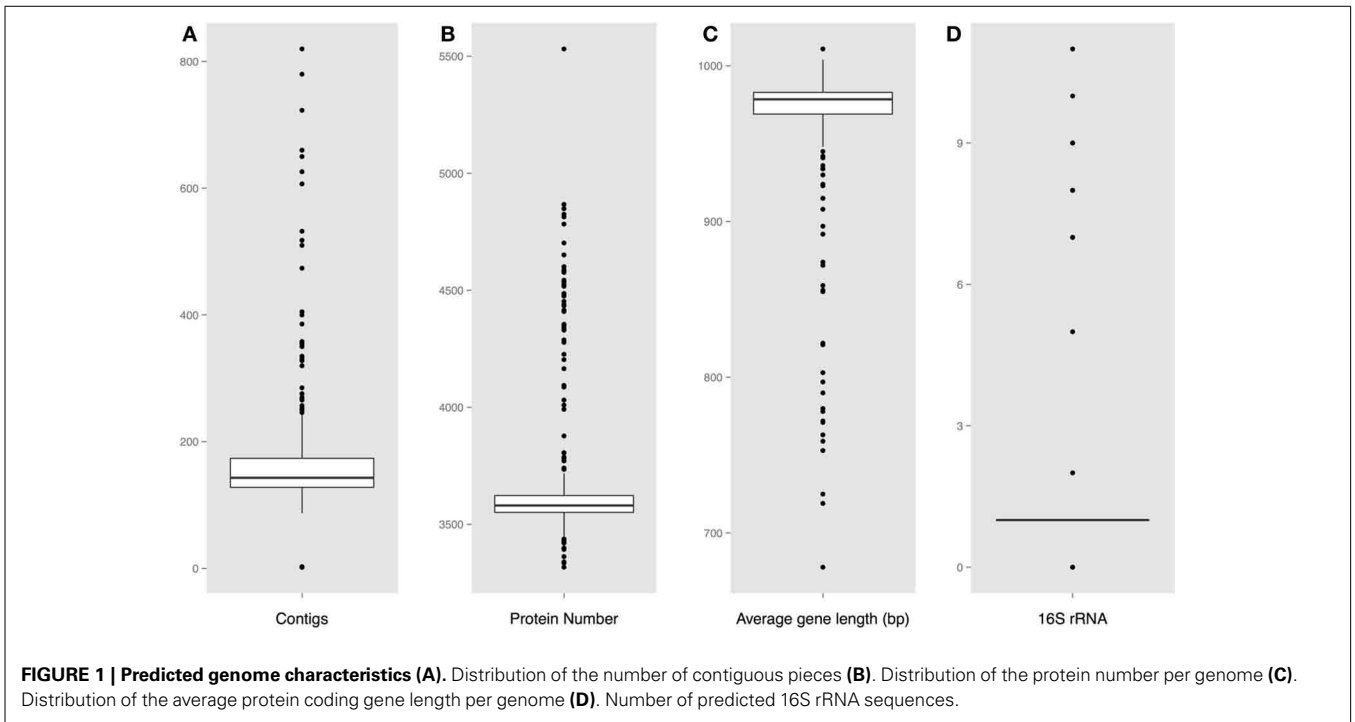 A
800
600
400
200
0
Contigs
B
5500
5000
4500
4000
3500
Protein Number
C
1000
900
800
700
Average gene length (bp)
D
9
6
3
0
16S rRNA
FIGURE 1 | Predicted genome characteristics (A). Distribution of the number of contiguous pieces (B). Distribution of the protein number per genome (C).
Distribution of the average protein coding gene length per genome (D). Number of predicted 16S rRNA sequences.